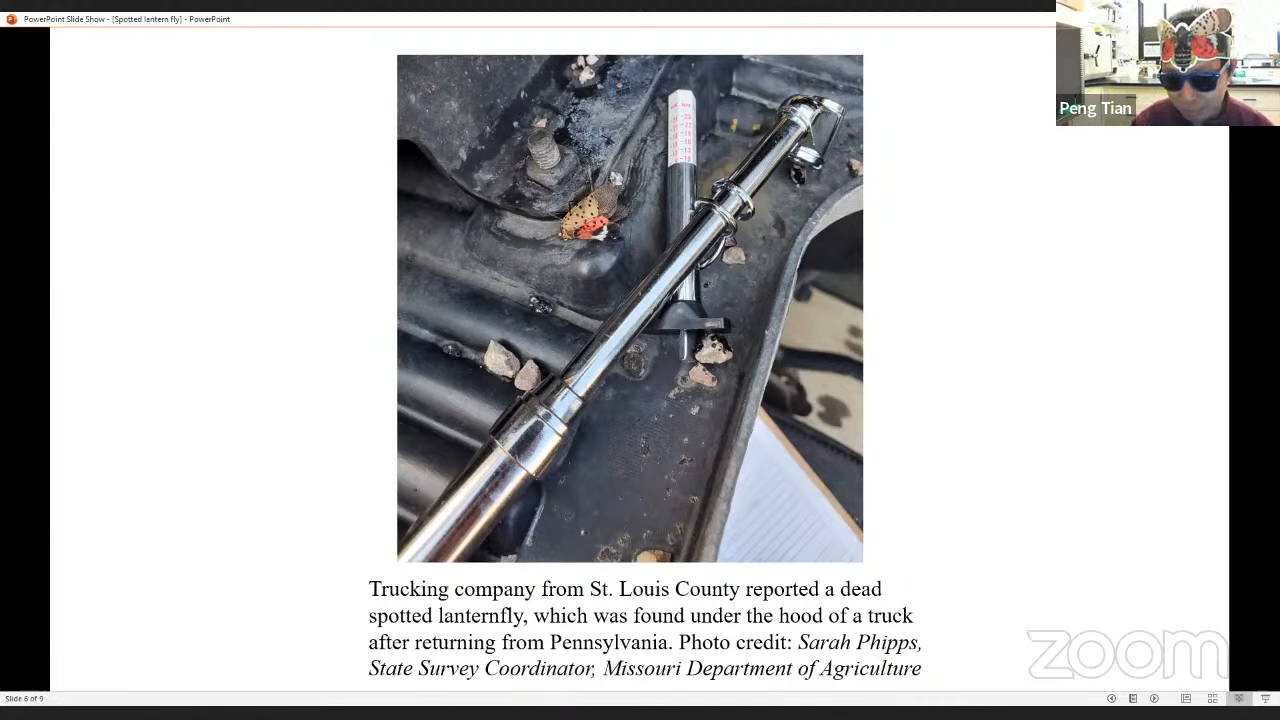 PowerPoint Slide Show - [Spotted lantern fly] - PowerPoint
Peng Tian
Trucking company from St. Louis County reported a dead
spotted lanternfly, which was found under the hood of a truck
after returning from Pennsylvania. Photo credit: Sarah Phipps,
State Survey Coordinator, Missouri Department of Agriculture
zoom
Slide 6 of 9